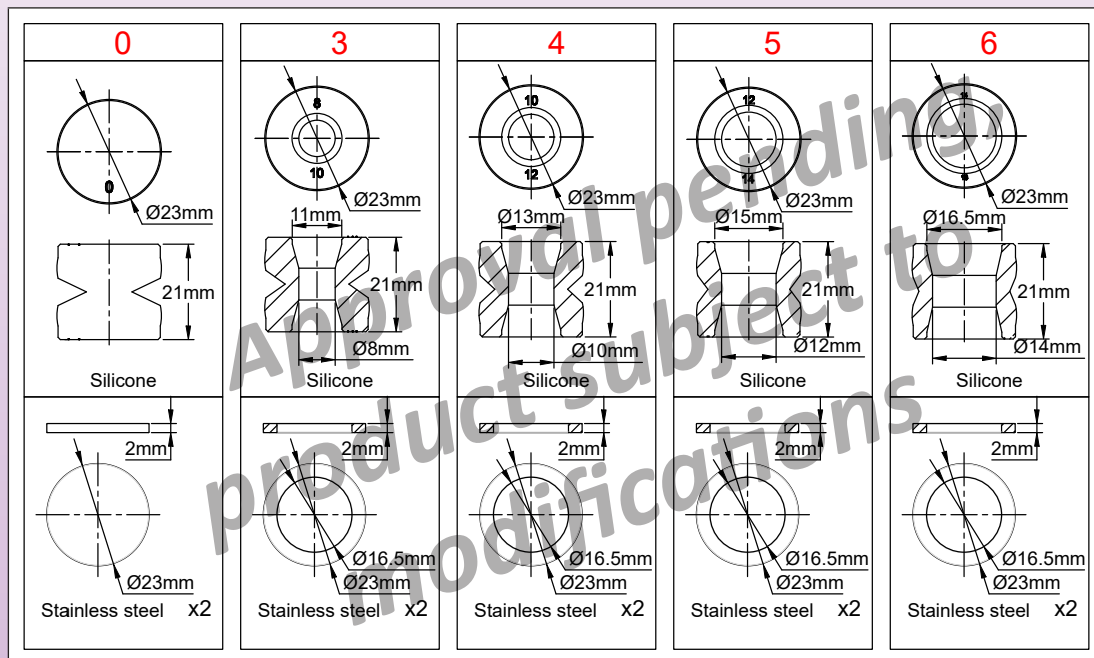 0
3
4
5
6
0
Ø23mm
21mm
Silicone
2mm
Ø23mm
Stainless steel x2
8
10
Ø23mm
11mm
21mm
Ø8mm
Silicone
2mm
Ø16.5mm
Ø23mm
Stainless steel x2
10
12
Ø23mm
Ø13mm
21mm
Ø10mm
Silicone
2mm
Ø16.5mm
Ø23mm
Stainless steel x2
12
14
Ø23mm
Ø15mm
21mm
Ø12mm
Silicone
2mm
Ø16.5mm
Ø23mm
Stainless steel x2
Ø23mm
Ø16.5mm
21mm
Ø14mm
Silicone
2mm
Ø16.5mm
Ø23mm
Stainless steel x2
Approval pending,
product subject to
modifications